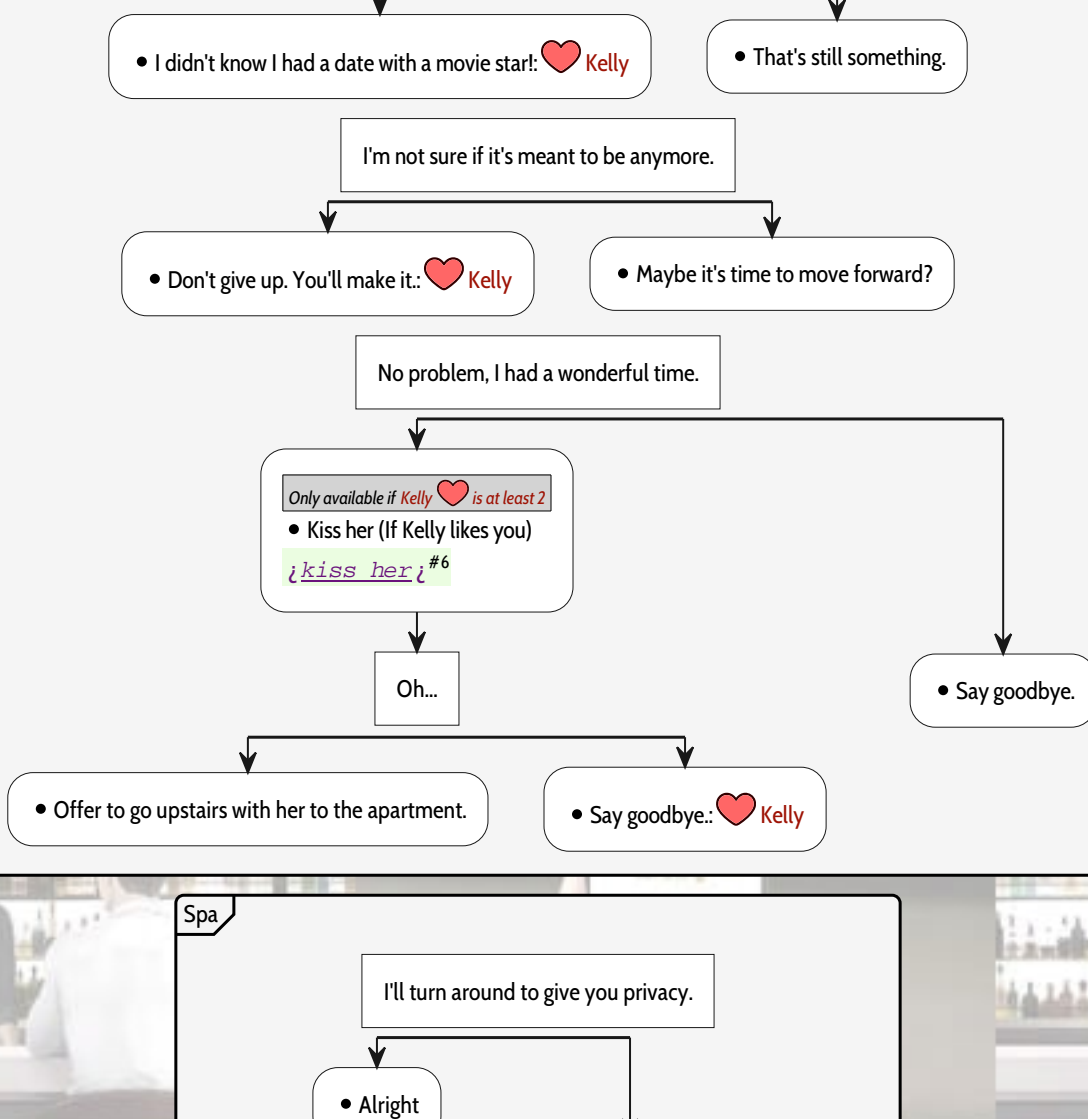 • I didn't know I had a date with a movie star!: Kelly
• That's still something.
I'm not sure if it's meant to be anymore.
• Don't give up. You'll make it.: Kelly
• Maybe it's time to move forward?
No problem, I had a wonderful time.
Only available if Kelly is at least 2
• Kiss her (If Kelly likes you)
¿kiss her¿#6
Oh...
• Say goodbye.
• Offer to go upstairs with her to the apartment.
• Say goodbye.: Kelly
Spa
I'll turn around to give you privacy.
• Alright